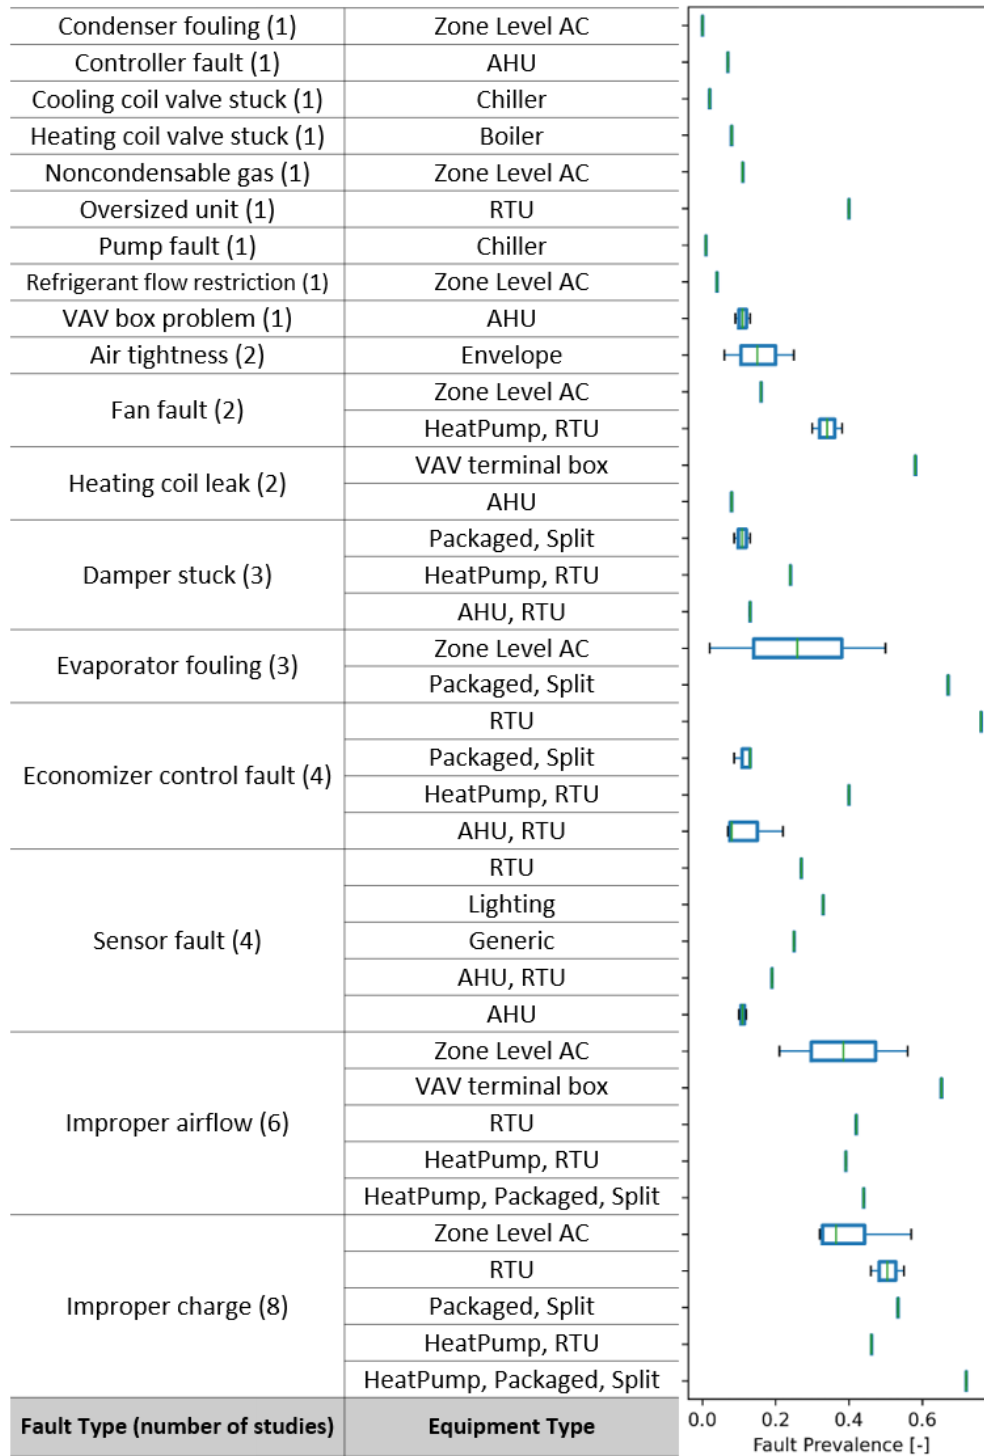 Condenser fouling (1) Zone Level AC
Controller fault (1) AHU
Cooling coil valve stuck (1) Chiller
Heating coil valve stuck (1) Boiler
Noncondensable gas (1) Zone Level AC
Oversized unit (1) RTU
Pump fault (1) Chiller
Refrigerant flow restriction (1) Zone Level AC
VAV box problem (1) AHU
Air tightness (2) Envelope
Fan fault (2)
Zone Level AC
HeatPump, RTU
Heating coil leak (2)
VAV terminal box
AHU
Damper stuck (3)
Packaged, Split
HeatPump, RTU
AHU, RTU
Evaporator fouling (3)
Zone Level AC
Packaged, Split
Economizer control fault (4)
RTU
Packaged, Split
HeatPump, RTU
AHU, RTU
Sensor fault (4)
RTU
Lighting
Generic
AHU, RTU
AHU
Improper airflow (6)
Zone Level AC
VAV terminal box
RTU
HeatPump, RTU
HeatPump, Packaged, Split
Improper charge (8)
Zone Level AC
RTU
Packaged, Split
HeatPump, RTU
HeatPump, Packaged, Split
Fault Type (number of studies) Equipment Type
0.0 0.2 0.4 0.6
Fault Prevalence [-]